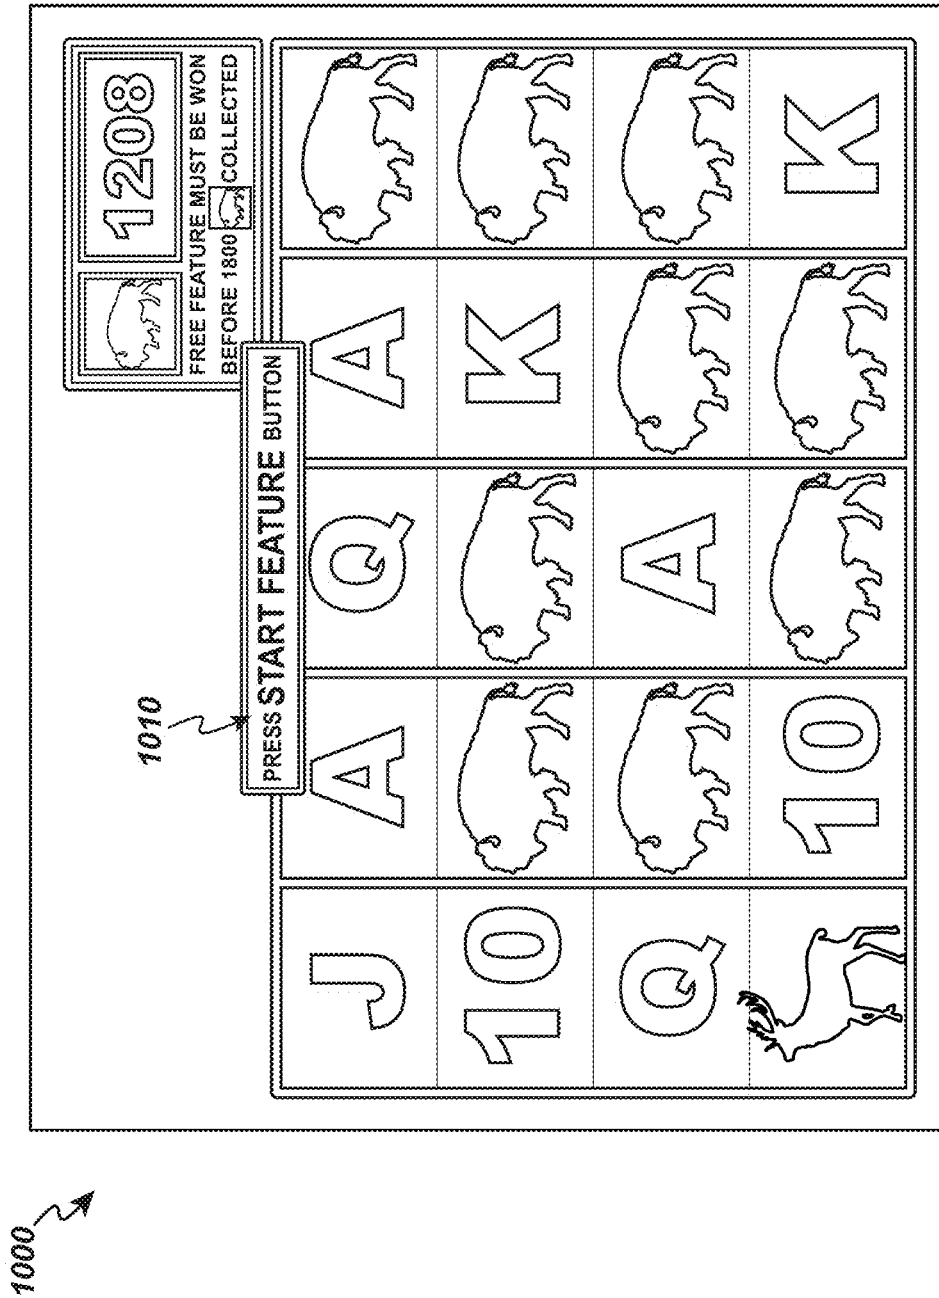 1000
1208
FREE FEATURE MUST BE WON
BEFORE 1800 COLLECTED
1010
PRESS START FEATURE BUTTON
J A Q A
10 K
Q A
10 K